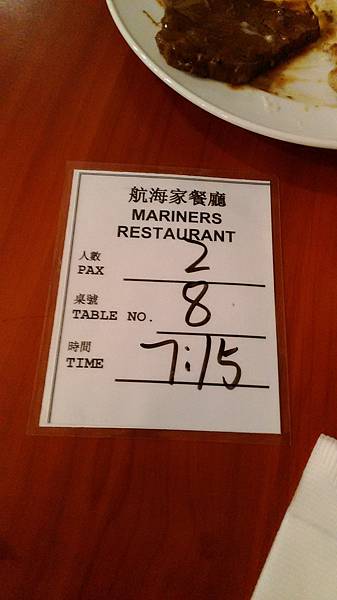 航海家餐廳
MARINERS
RESTAURANT
人數
PAX 2
桌號
TABLE NO. 8
時間
TIME 7:15